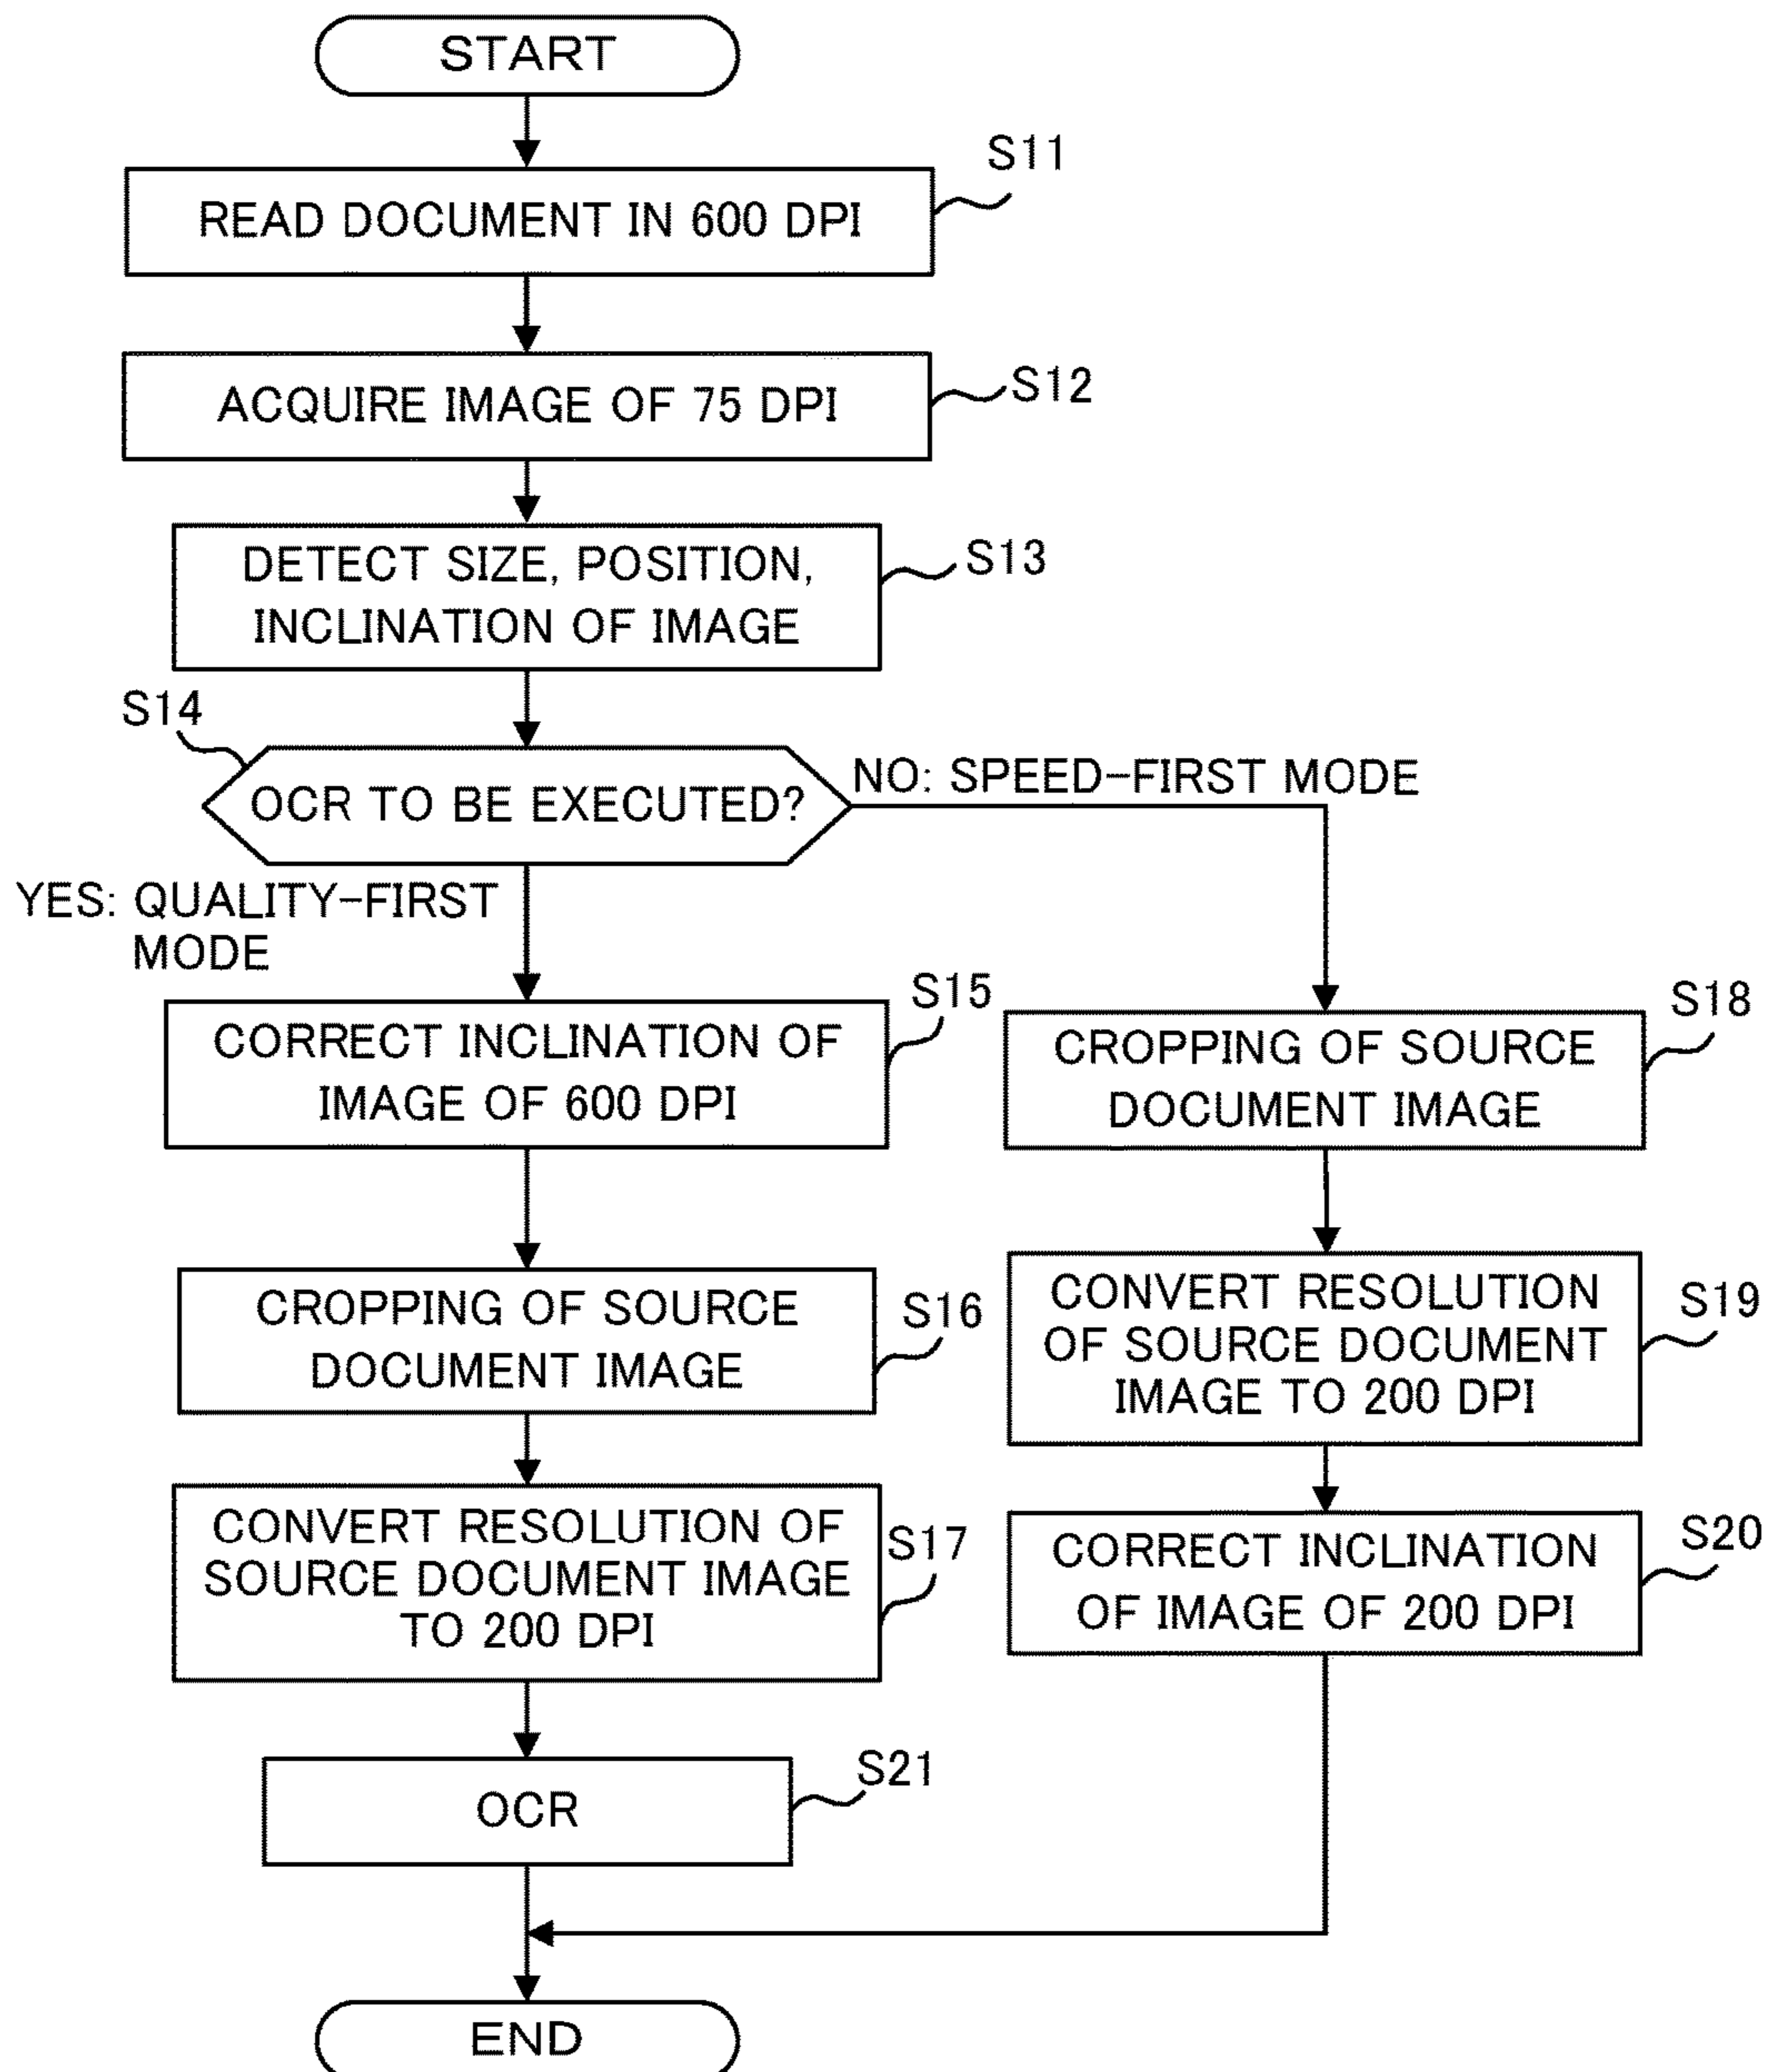 START
S11
READ DOCUMENT IN 600 DPI
S12
ACQUIRE IMAGE OF 75 DPI
S13
DETECT SIZE, POSITION,
INCLINATION OF IMAGE
S14
OCR TO BE EXECUTED?
NO: SPEED-FIRST MODE
YES: QUALITY-FIRST
MODE
S15
CORRECT INCLINATION OF
IMAGE OF 600 DPI
S16
CROPPING OF SOURCE
DOCUMENT IMAGE
S17
CONVERT RESOLUTION OF
SOURCE DOCUMENT IMAGE
TO 200 DPI
S18
CROPPING OF SOURCE
DOCUMENT IMAGE
S19
CONVERT RESOLUTION
OF SOURCE DOCUMENT
IMAGE TO 200 DPI
S20
CORRECT INCLINATION
OF IMAGE OF 200 DPI
S21
OCR
END